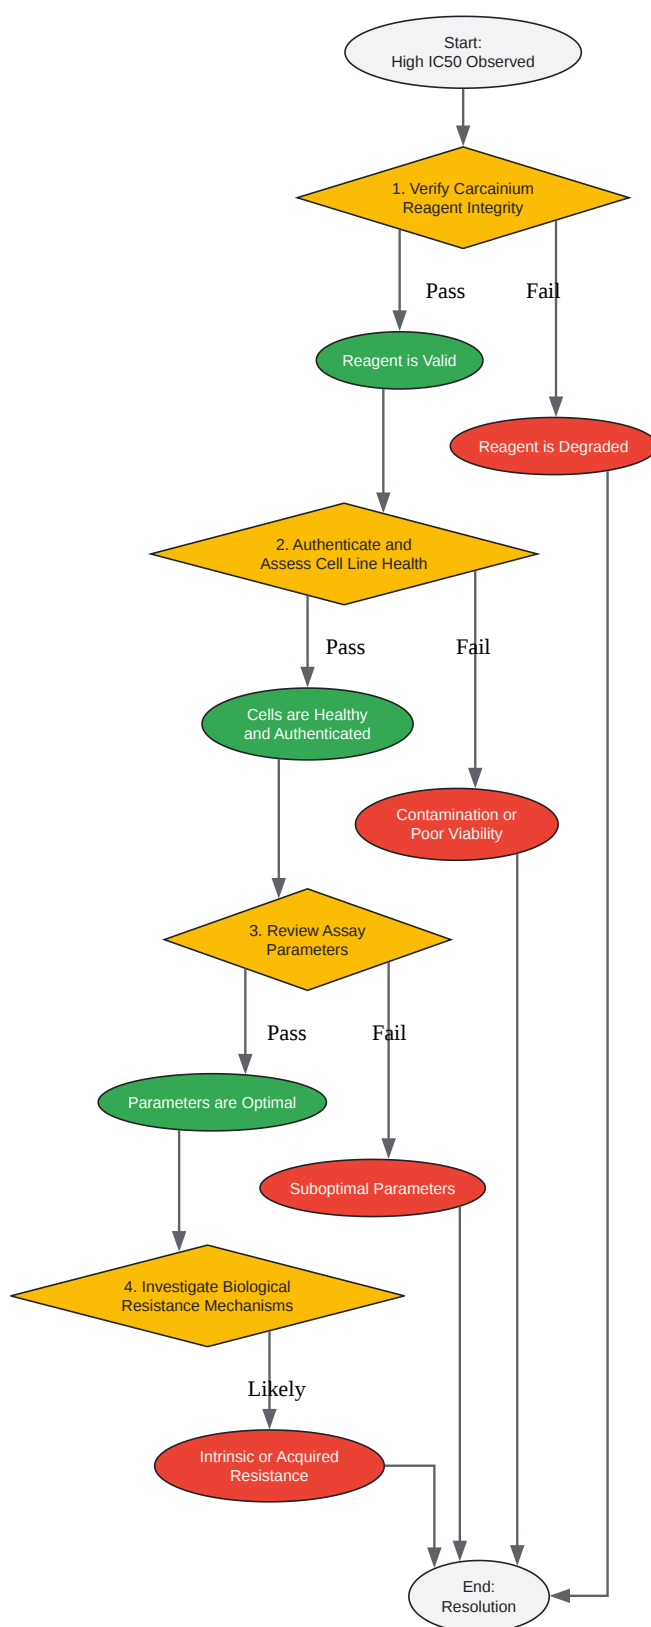 Start:
High IC50 Observed
1. Verify Carcainium
Reagent Integrity
Pass
Fail
Reagent is Valid
Reagent is Degraded
2. Authenticate and
Assess Cell Line Health
Pass
Fail
Cells are Healthy
and Authenticated
Contamination or
Poor Viability
3. Review Assay
Parameters
Pass
Fail
Parameters are Optimal
Suboptimal Parameters
4. Investigate Biological
Resistance Mechanisms
Likely
Intrinsic or Acquired
Resistance
End:
Resolution